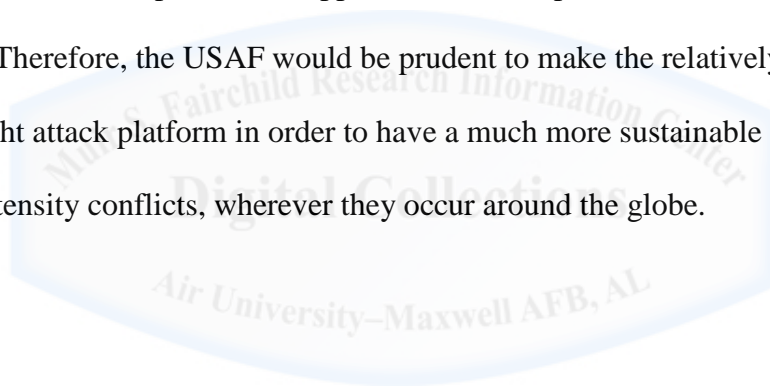 Therefore, the USAF would be prudent to make the relatively
ht attack platform in order to have a much more sustainable
tensity conflicts, wherever they occur around the globe.
Muir S. Fairchild Research Information Center
Digital Collections
Air University–Maxwell AFB, AL